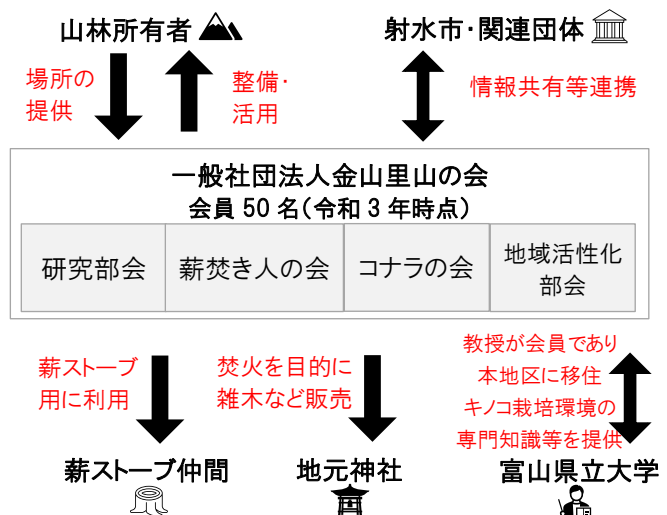 山林所有者
射水市・関連団体
場所の
提供
整備・
活用
情報共有等連携
一般社団法人金山里山の会
会員 50 名（令和 3 年時点）
研究部会
薪焚き人の会
コナラの会
地域活性化
部会
薪ストーブ
用に利用
焚火を目的に
雑木など販売
教授が会員であり
本地区に移住
キノコ栽培環境の
専門知識等を提供
薪ストーブ仲間
地元神社
富山県立大学